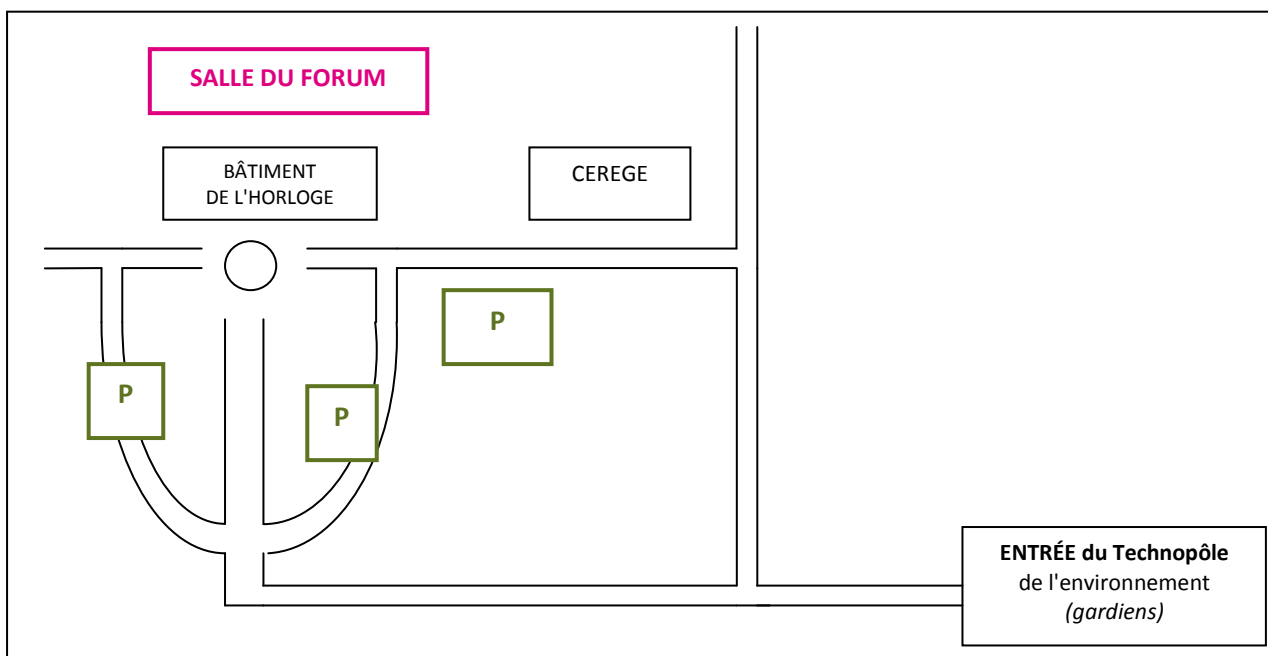 SALLE DU FORUM
BÂTIMENT
DE L'HORLOGE
CEREGE
P
P
P
ENTRÉE du Technopôle
de l'environnement
(gardiens)